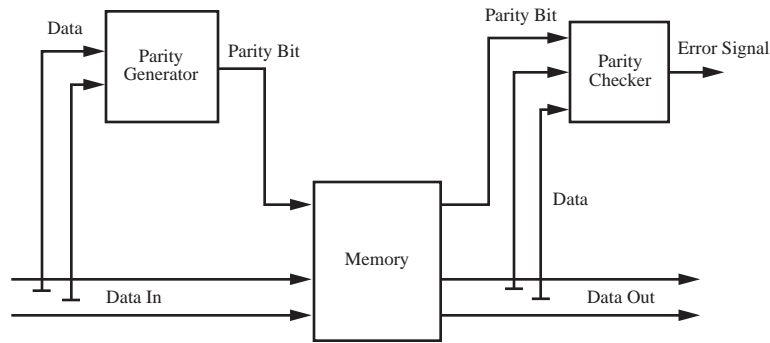 Data
Parity
Generator
Parity Bit
Parity Bit
Parity
Checker
Error Signal
Data
Memory
Data In
Data Out